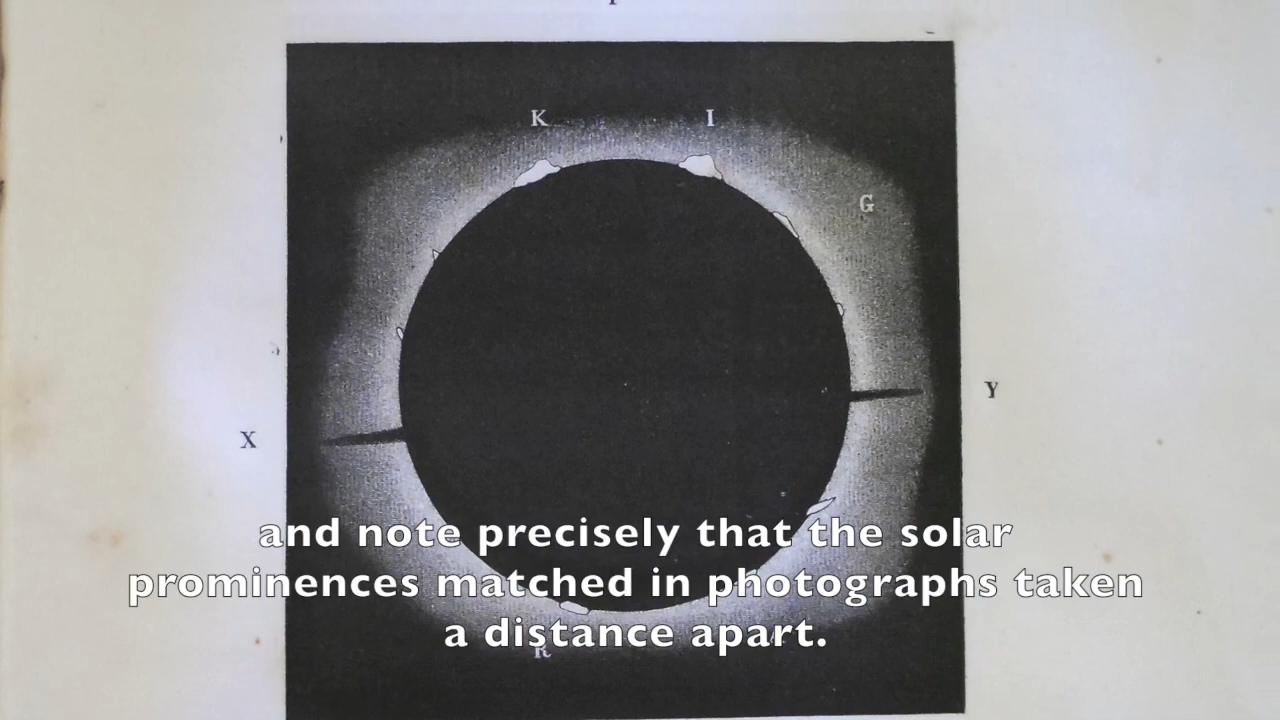 K I
G
Y
X
and note precisely that the solar
prominences matched in photographs taken
a distance apart.
R